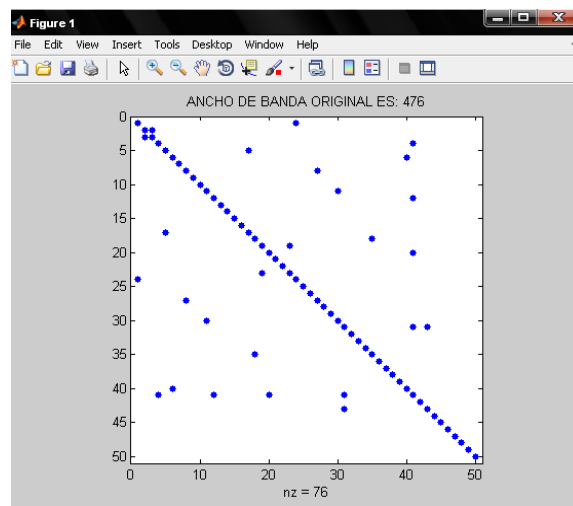 Figure 1
File Edit View Insert Tools Desktop Window Help
ANCHO DE BANDA ORIGINAL ES: 476
0
5
10
15
20
25
30
35
40
45
50
0 10 20 30 40 50
nz = 76